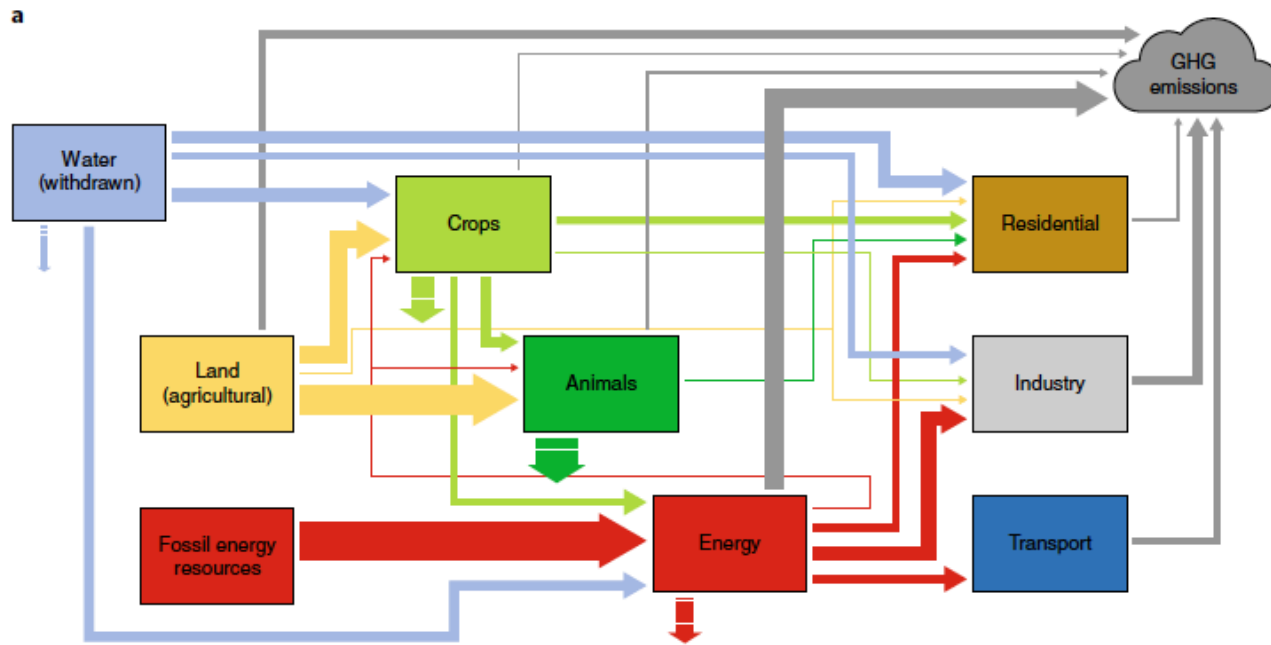 a
GHG
emissions
Water
(withdrawn)
Crops
Residential
Land
(agricultural)
Animals
Industry
Fossil energy
resources
Energy
Transport